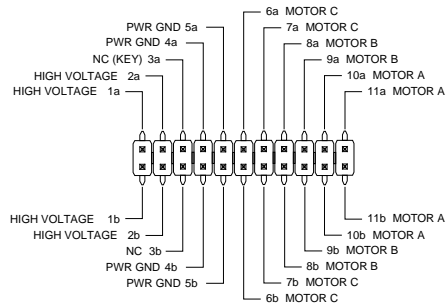 6a MOTOR C
PWR GND 5a
7a MOTOR C
PWR GND 4a
8a MOTOR B
NC (KEY) 3a
9a MOTOR B
HIGH VOLTAGE 2a
10a MOTOR A
HIGH VOLTAGE 1a
11a MOTOR A
HIGH VOLTAGE 1b
11b MOTOR A
HIGH VOLTAGE 2b
10b MOTOR A
NC 3b
9b MOTOR B
PWR GND 4b
8b MOTOR B
PWR GND 5b
7b MOTOR C
6b MOTOR C